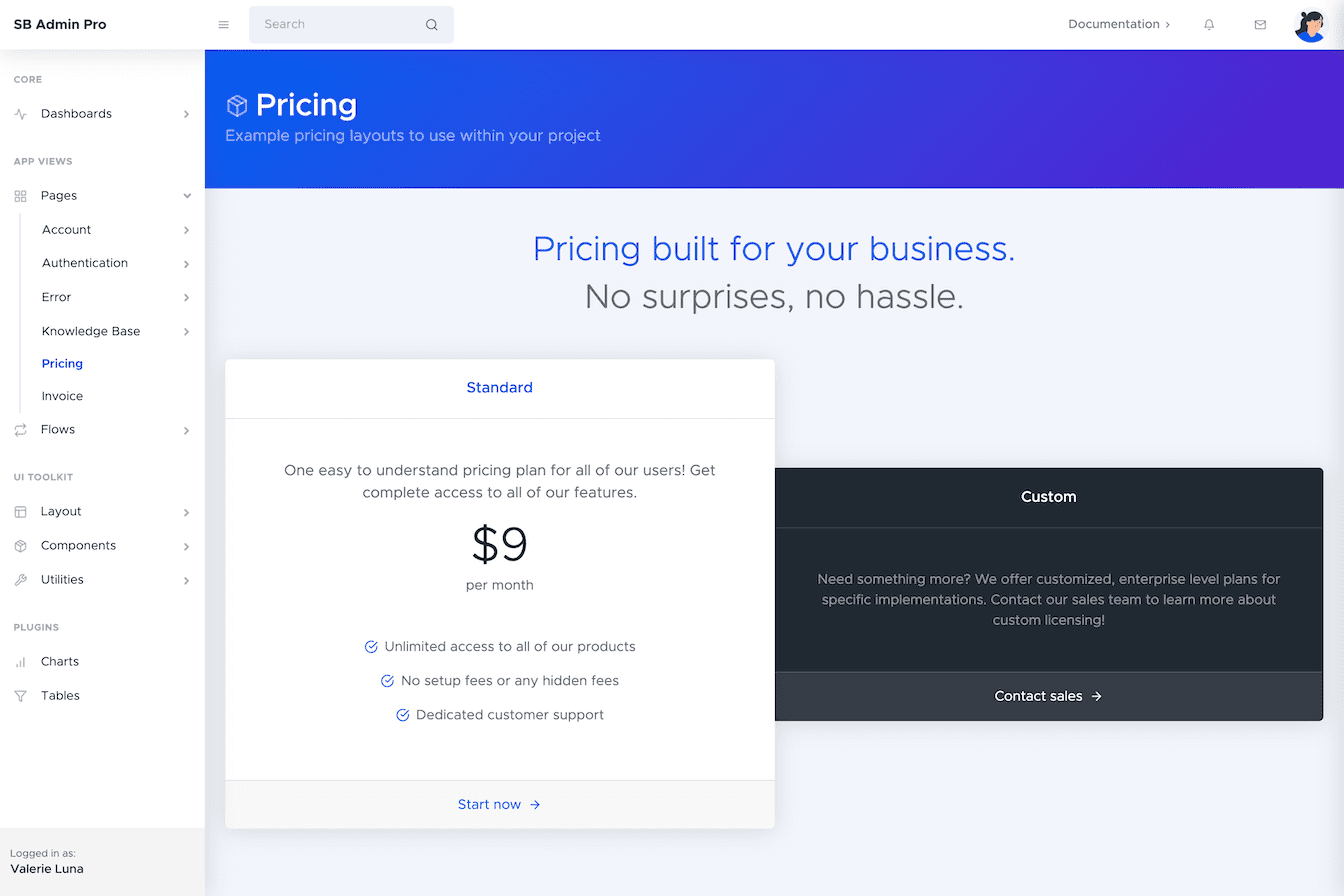 SB Admin Pro
Search
Documentation
CORE
Dashboards
APP VIEWS
Pages
Account
Authentication
Error
Knowledge Base
Pricing
Invoice
Flows
UI TOOLKIT
Layout
Components
Utilities
PLUGINS
Charts
Tables
Logged in as:
Valerie Luna
Pricing
Example pricing layouts to use within your project
Pricing built for your business.
No surprises, no hassle.
Standard
One easy to understand pricing plan for all of our users! Get
complete access to all of our features.
$9
per month
Unlimited access to all of our products
No setup fees or any hidden fees
Dedicated customer support
Start now →
Custom
Need something more? We offer customized, enterprise level plans for
specific implementations. Contact our sales team to learn more about
custom licensing!
Contact sales →